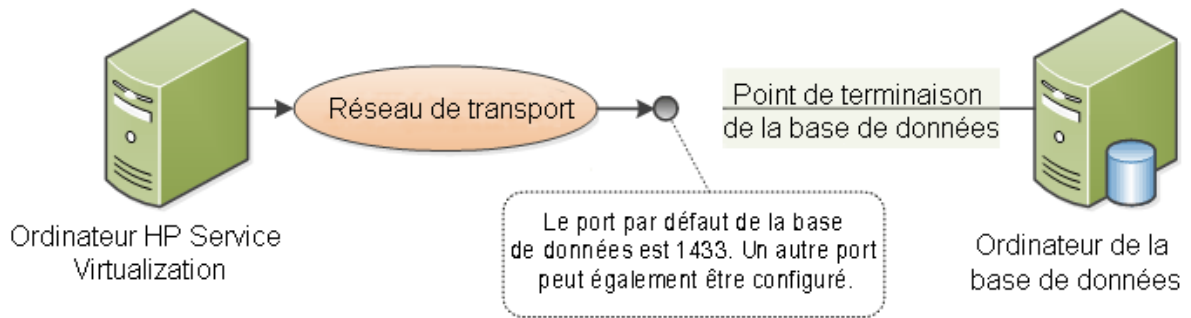 Réseau de transport
Point de terminaison
de la base de données
Ordinateur HP Service
Virtualization
Le port par défaut de la base
de données est 1433. Un autre port
peut également être configuré.
Ordinateur de la
base de données